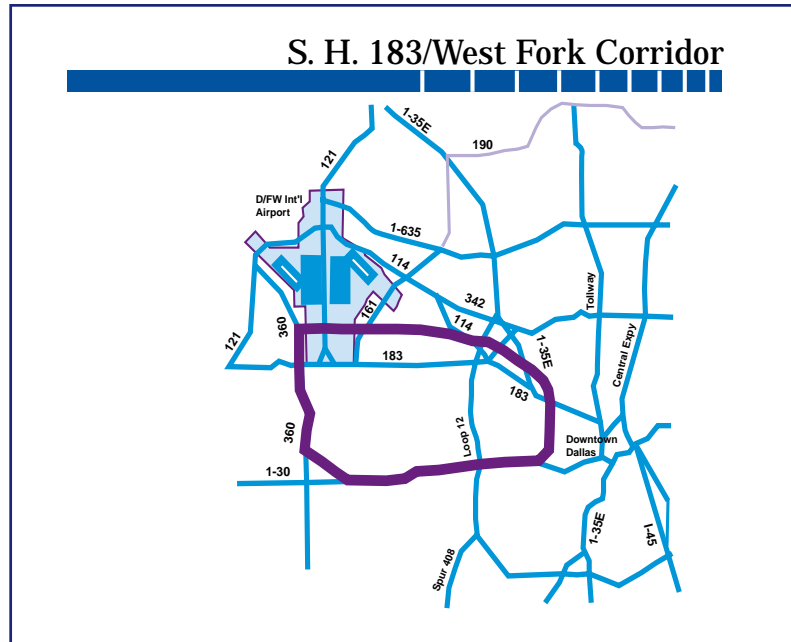 S. H. 183/West Fork Corridor
1-35E
190
121
D/FW Int'l
Airport
1-635
114
342
161
Tollway
360
114
121
1-35E
Central Expy
183
183
360
Loop 12
Downtown
Dallas
1-30
1-35E
I-45
Spur 408